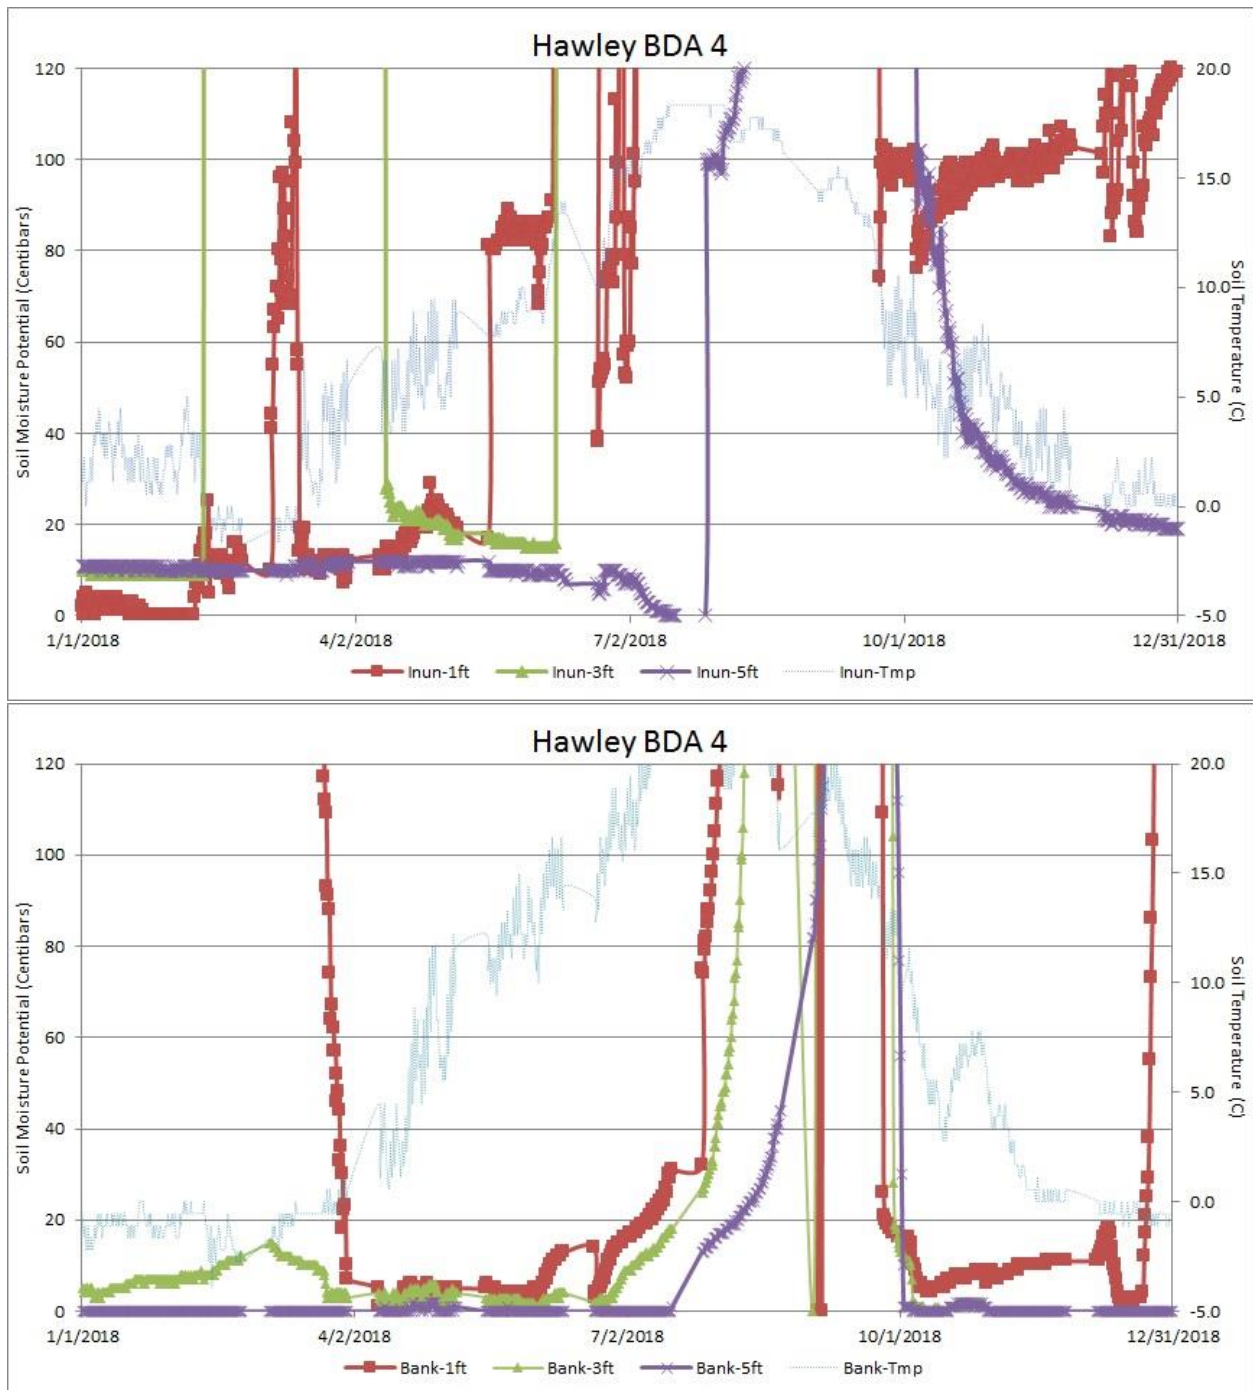 Hawley BDA 4
120 20.0
100 15.0
80 10.0
60
40 5.0
20 0.0
0 -5.0
Soil Moisture Potential (Centibars)
Soil Temperature (C)
1/1/2018 4/2/2018 7/2/2018 10/1/2018 12/31/2018
Inun-1ft Inun-3ft Inun-5ft Inun-Tmp
Hawley BDA 4
120 20.0
100 15.0
80 10.0
60
40 5.0
20 0.0
0 -5.0
Soil Moisture Potential (Centibars)
Soil Temperature (C)
1/1/2018 4/2/2018 7/2/2018 10/1/2018 12/31/2018
Bank-1ft Bank-3ft Bank-5ft Bank-Tmp